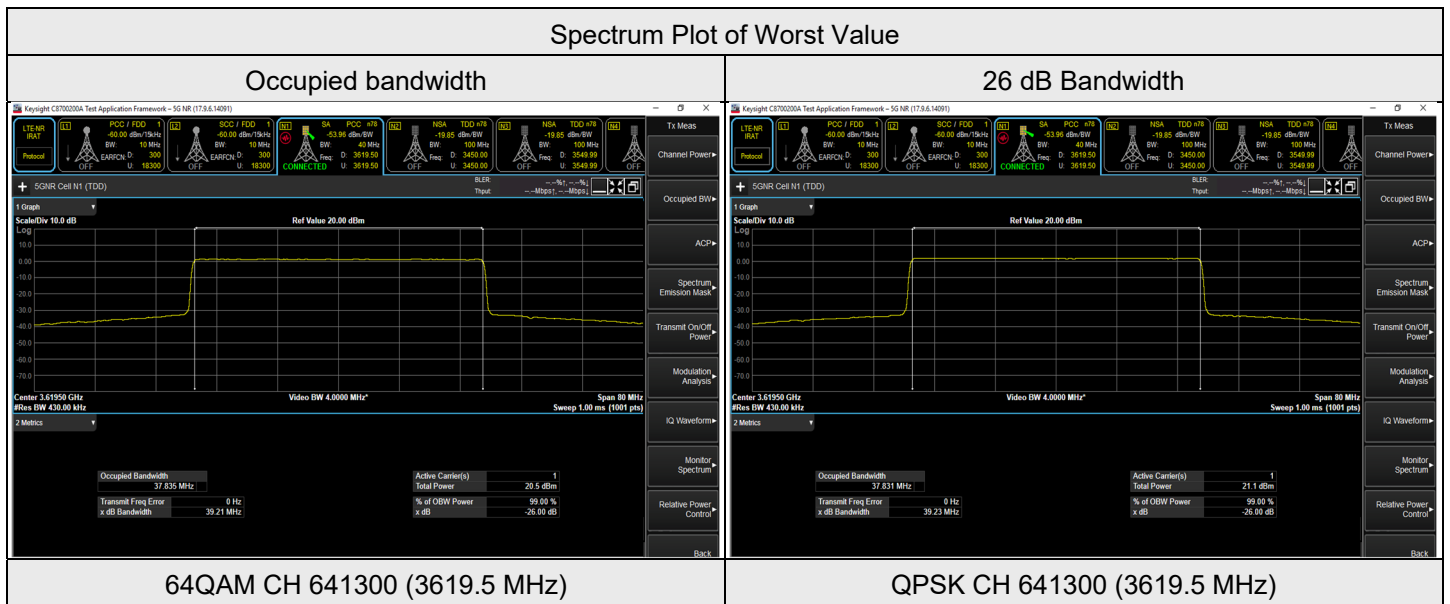 Spectrum Plot of Worst Value
Occupied bandwidth
26 dB Bandwidth
Keysight C8700200A Test Application Framework – 5G NR (17.9.6.14091)
LTE-NR IRAT
Protocol
L1 PCC / FDD 1
-60.00 dBm/15kHz
BW: 10 MHz
EARFCN: D: 300
OFF U: 18300
L2 SCC / FDD 1
-60.00 dBm/15kHz
BW: 10 MHz
EARFCN: D: 300
OFF U: 18300
N1 SA PCC n78
-53.96 dBm/BW
BW: 40 MHz
Freq: D: 3619.50
CONNECTED U: 3619.50
N2 NSA TDD n78
-19.85 dBm/BW
BW: 100 MHz
Freq: D: 3450.00
OFF U: 3450.00
N3 NSA TDD n78
-19.85 dBm/BW
BW: 100 MHz
Freq: D: 3549.99
OFF U: 3549.99
N4
OFF
5GNR Cell N1 (TDD)
BLER: --.--%↑, --.--%↓
Thput: --.--Mbps↑, --.--Mbps↓
1 Graph
Scale/Div 10.0 dB
Ref Value 20.00 dBm
Log
10.0
0.00
-10.0
-20.0
-30.0
-40.0
-50.0
-60.0
-70.0
Center 3.61950 GHz
Video BW 4.0000 MHz*
Span 80 MHz
#Res BW 430.00 kHz
Sweep 1.00 ms (1001 pts)
2 Metrics
Occupied Bandwidth
37.835 MHz
Transmit Freq Error 0 Hz
x dB Bandwidth 39.21 MHz
Active Carrier(s) 1
Total Power 20.5 dBm
% of OBW Power 99.00 %
x dB -26.00 dB
Tx Meas
Channel Power
Occupied BW
ACP
Spectrum Emission Mask
Transmit On/Off Power
Modulation Analysis
IQ Waveform
Monitor Spectrum
Relative Power Control
Back
Keysight C8700200A Test Application Framework – 5G NR (17.9.6.14091)
LTE-NR IRAT
Protocol
L1 PCC / FDD 1
-60.00 dBm/15kHz
BW: 10 MHz
EARFCN: D: 300
OFF U: 18300
L2 SCC / FDD 1
-60.00 dBm/15kHz
BW: 10 MHz
EARFCN: D: 300
OFF U: 18300
N1 SA PCC n78
-53.96 dBm/BW
BW: 40 MHz
Freq: D: 3619.50
CONNECTED U: 3619.50
N2 NSA TDD n78
-19.85 dBm/BW
BW: 100 MHz
Freq: D: 3450.00
OFF U: 3450.00
N3 NSA TDD n78
-19.85 dBm/BW
BW: 100 MHz
Freq: D: 3549.99
OFF U: 3549.99
N4
OFF
5GNR Cell N1 (TDD)
BLER: --.--%↑, --.--%↓
Thput: --.--Mbps↑, --.--Mbps↓
1 Graph
Scale/Div 10.0 dB
Ref Value 20.00 dBm
Log
10.0
0.00
-10.0
-20.0
-30.0
-40.0
-50.0
-60.0
-70.0
Center 3.61950 GHz
Video BW 4.0000 MHz*
Span 80 MHz
#Res BW 430.00 kHz
Sweep 1.00 ms (1001 pts)
2 Metrics
Occupied Bandwidth
37.831 MHz
Transmit Freq Error 0 Hz
x dB Bandwidth 39.23 MHz
Active Carrier(s) 1
Total Power 21.1 dBm
% of OBW Power 99.00 %
x dB -26.00 dB
Tx Meas
Channel Power
Occupied BW
ACP
Spectrum Emission Mask
Transmit On/Off Power
Modulation Analysis
IQ Waveform
Monitor Spectrum
Relative Power Control
Back
64QAM CH 641300 (3619.5 MHz)
QPSK CH 641300 (3619.5 MHz)